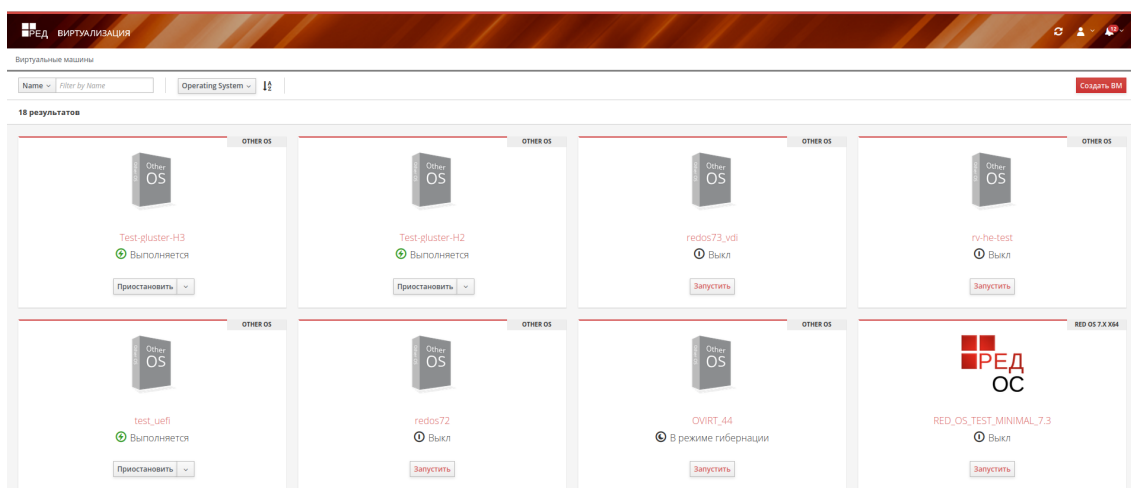 РЕД ВИРТУАЛИЗАЦИЯ
12
Виртуальные машины
Name Filter by Name Operating System Создать ВМ
18 результатов
OTHER OS OTHER OS OTHER OS OTHER OS
Other OS Other OS Other OS Other OS
Test-gluster-H3 Test-gluster-H2 redos73_vdi rv-he-test
Выполняется Выполняется Выкл Выкл
Приостановить Приостановить Запустить Запустить
OTHER OS OTHER OS OTHER OS RED OS 7.X X64
Other OS Other OS Other OS РЕД ОС
test_uefi redos72 OVIRT_44 RED_OS_TEST_MINIMAL_7.3
Выполняется Выкл В режиме гибернации Выкл
Приостановить Запустить Запустить Запустить